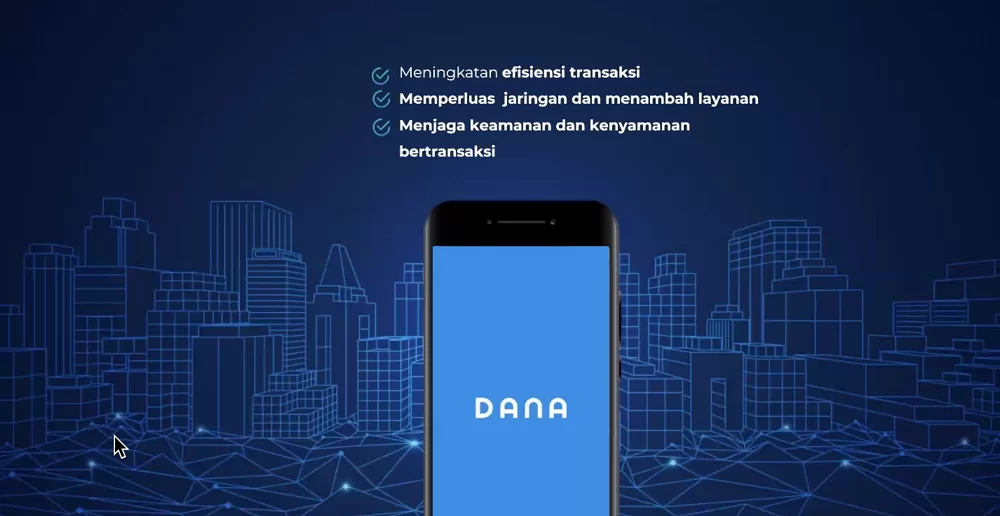 Meningkatan efisiensi transaksi
Memperluas jaringan dan menambah layanan
Menjaga keamanan dan kenyamanan
bertransaksi
DANA